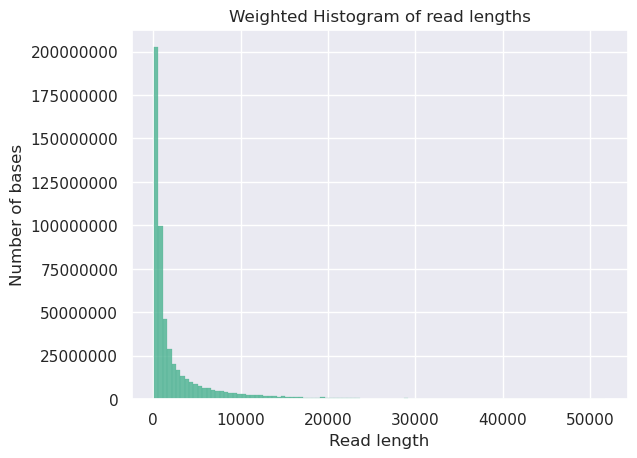 Weighted Histogram of read lengths
200000000
175000000
150000000
125000000
100000000
75000000
50000000
25000000
0
Number of bases
0 10000 20000 30000 40000 50000
Read length